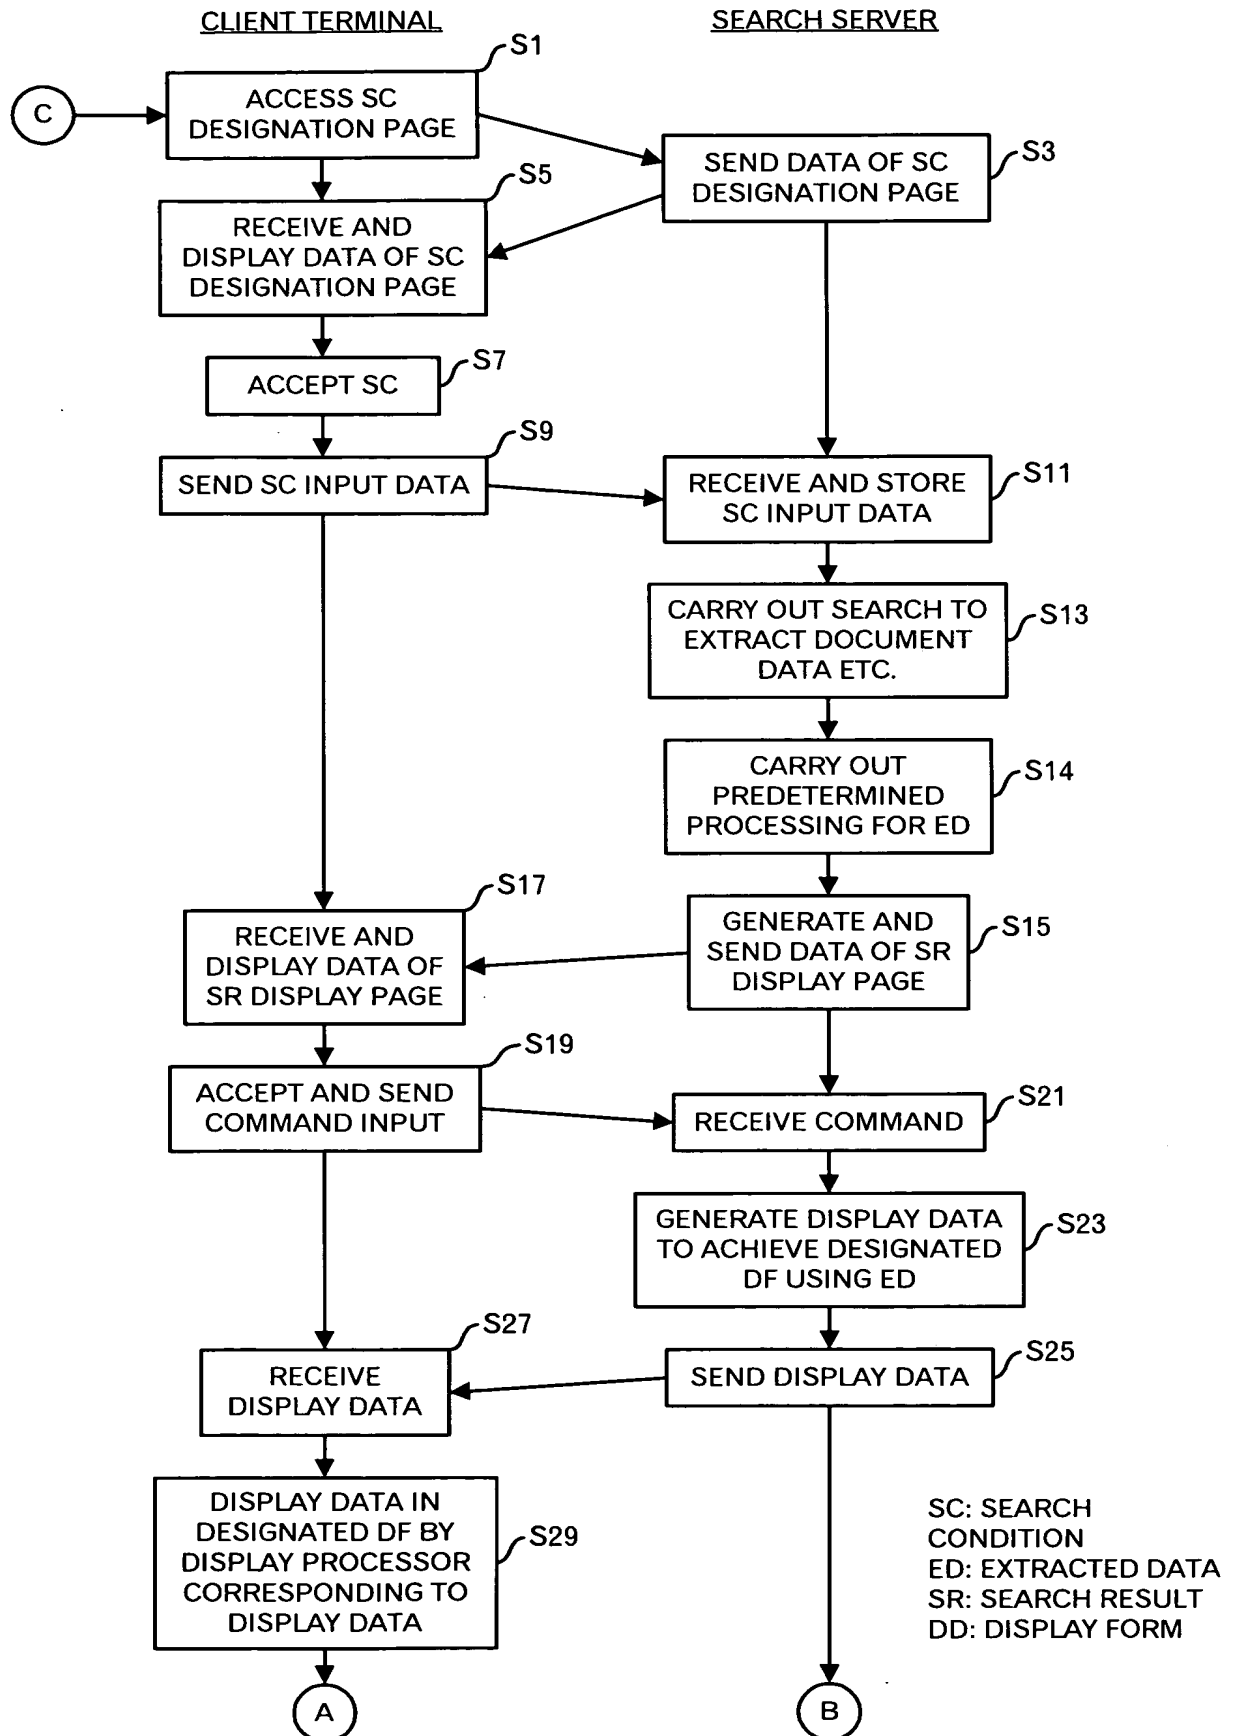 CLIENT TERMINAL
SEARCH SERVER
S1
C
ACCESS SC
DESIGNATION PAGE
S3
SEND DATA OF SC
DESIGNATION PAGE
S5
RECEIVE AND
DISPLAY DATA OF SC
DESIGNATION PAGE
S7
ACCEPT SC
S9
SEND SC INPUT DATA
S11
RECEIVE AND STORE
SC INPUT DATA
S13
CARRY OUT SEARCH TO
EXTRACT DOCUMENT
DATA ETC.
S14
CARRY OUT
PREDETERMINED
PROCESSING FOR ED
S15
GENERATE AND
SEND DATA OF SR
DISPLAY PAGE
S17
RECEIVE AND
DISPLAY DATA OF
SR DISPLAY PAGE
S19
ACCEPT AND SEND
COMMAND INPUT
S21
RECEIVE COMMAND
S23
GENERATE DISPLAY DATA
TO ACHIEVE DESIGNATED
DF USING ED
S25
SEND DISPLAY DATA
S27
RECEIVE
DISPLAY DATA
S29
DISPLAY DATA IN
DESIGNATED DF BY
DISPLAY PROCESSOR
CORRESPONDING TO
DISPLAY DATA
SC: SEARCH
CONDITION
ED: EXTRACTED DATA
SR: SEARCH RESULT
DD: DISPLAY FORM
A
B